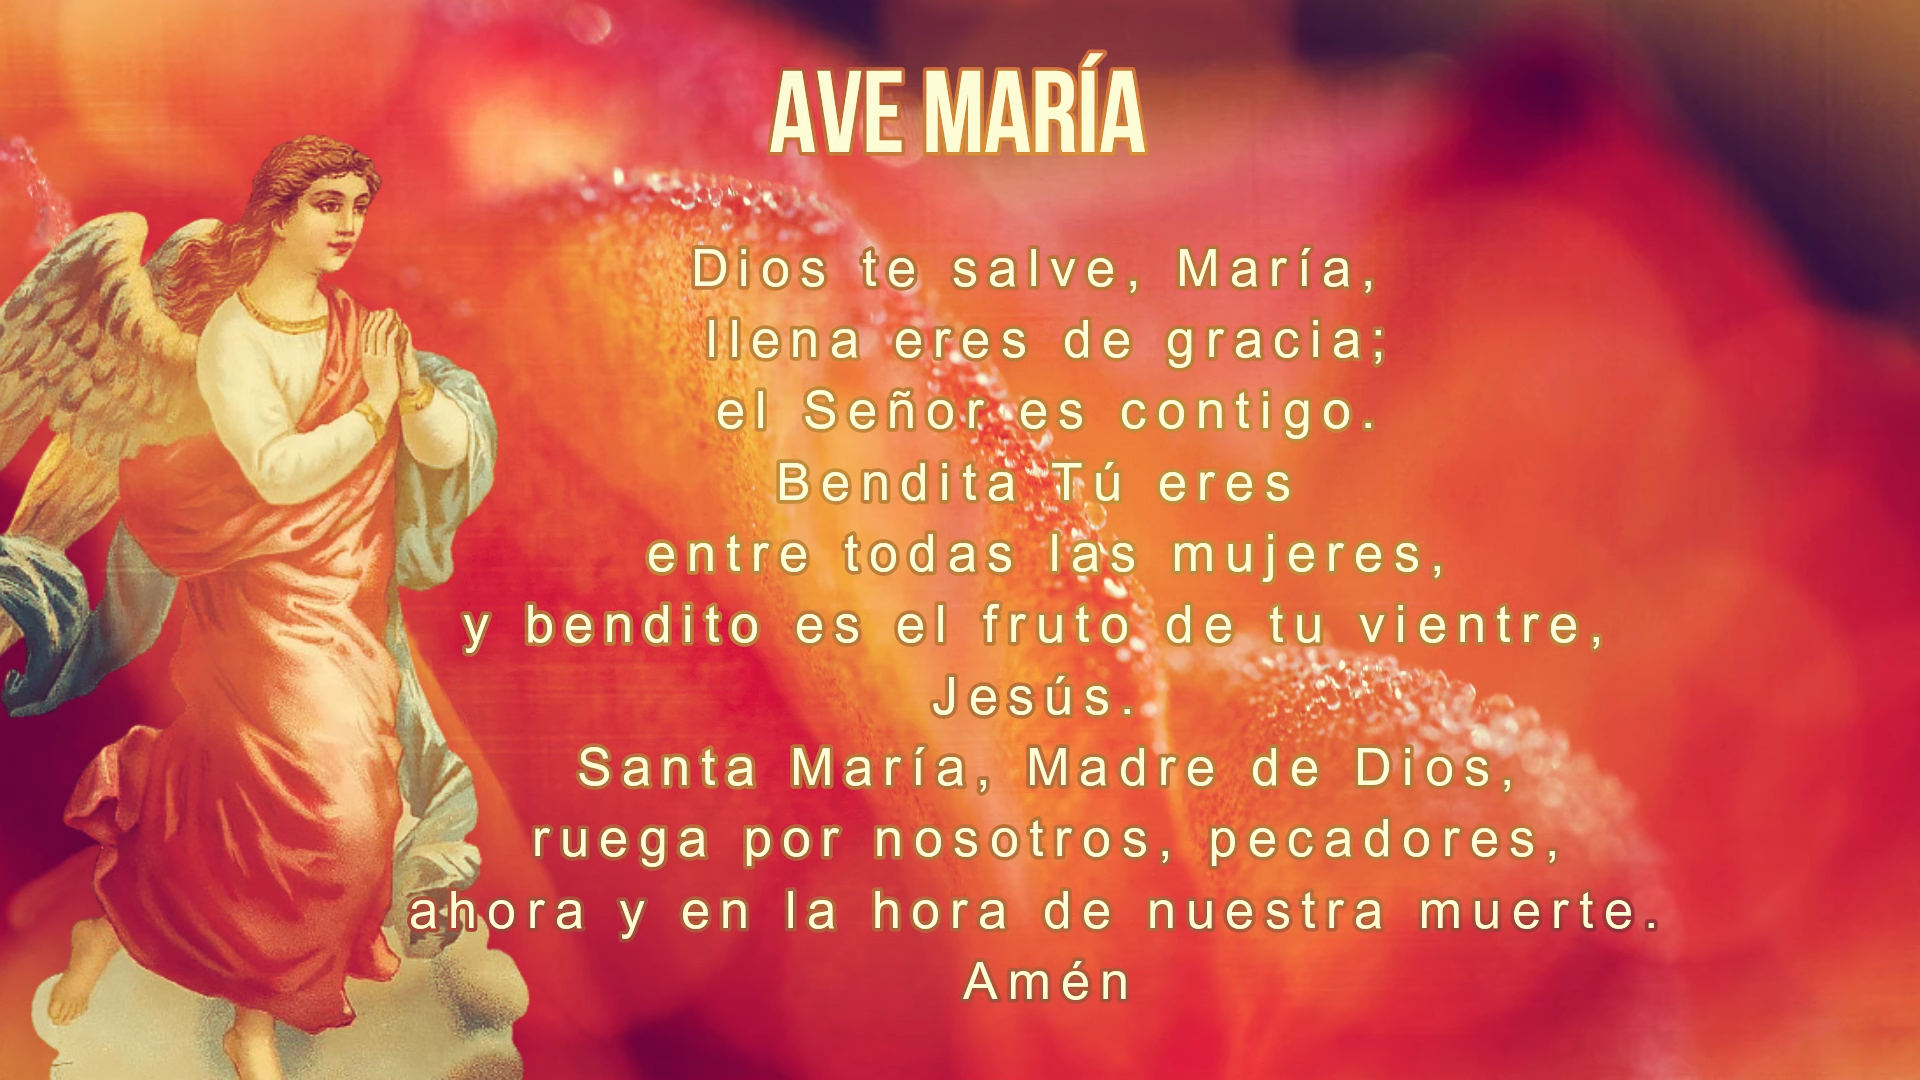 AVE MARÍA
Dios te salve, María,
llena eres de gracia;
el Señor es contigo.
Bendita Tú eres
entre todas las mujeres,
y bendito es el fruto de tu vientre,
Jesús.
Santa María, Madre de Dios,
ruega por nosotros, pecadores,
ahora y en la hora de nuestra muerte.
Amén